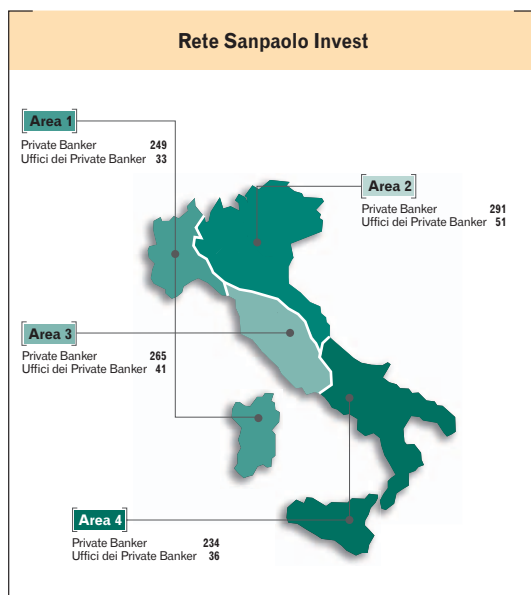 Rete Sanpaolo Invest
Area 1
Private Banker 249
Uffici dei Private Banker 33
Area 2
Private Banker 291
Uffici dei Private Banker 51
Area 3
Private Banker 265
Uffici dei Private Banker 41
Area 4
Private Banker 234
Uffici dei Private Banker 36